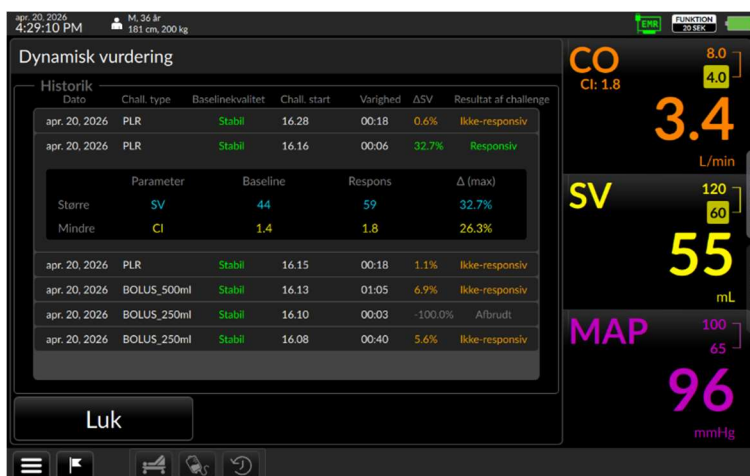 apr. 20, 2026
4:29:10 PM
M, 36 år
181 cm, 200 kg
EMR
FUNKTION
20 SEK
Dynamisk vurdering
Historik
Dato Chall. type Baselinekvalitet Chall. start Varighed ΔSV Resultat af challenge
apr. 20, 2026 PLR Stabil 16.28 00:18 0.6% Ikke-responsiv
apr. 20, 2026 PLR Stabil 16.16 00:06 32.7% Responsiv
Parameter Baseline Respons Δ (max)
Større SV 44 59 32.7%
Mindre CI 1.4 1.8 26.3%
apr. 20, 2026 PLR Stabil 16.15 00:18 1.1% Ikke-responsiv
apr. 20, 2026 BOLUS_500ml Stabil 16.13 01:05 6.9% Ikke-responsiv
apr. 20, 2026 BOLUS_250ml Stabil 16.10 00:03 -100.0% Afbrudt
apr. 20, 2026 BOLUS_250ml Stabil 16.08 00:40 5.6% Ikke-responsiv
Luk
CO
CI: 1.8
8.0
4.0
3.4
L/min
SV
120
60
55
mL
MAP
100
65
96
mmHg